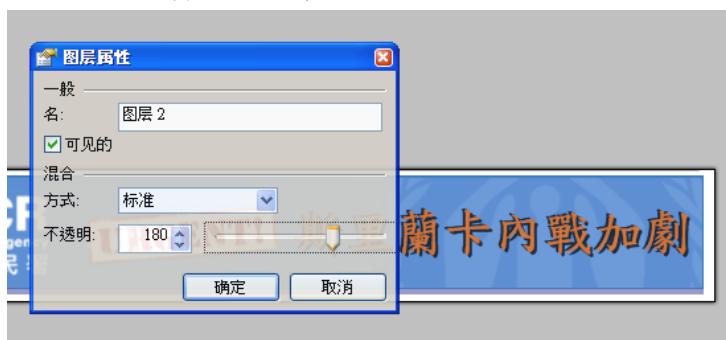 图层属性
一般
名: 图层 2
可见的
混合
方式: 标准
不透明: 180
URGENT!
蘭卡內戰加劇
确定 取消